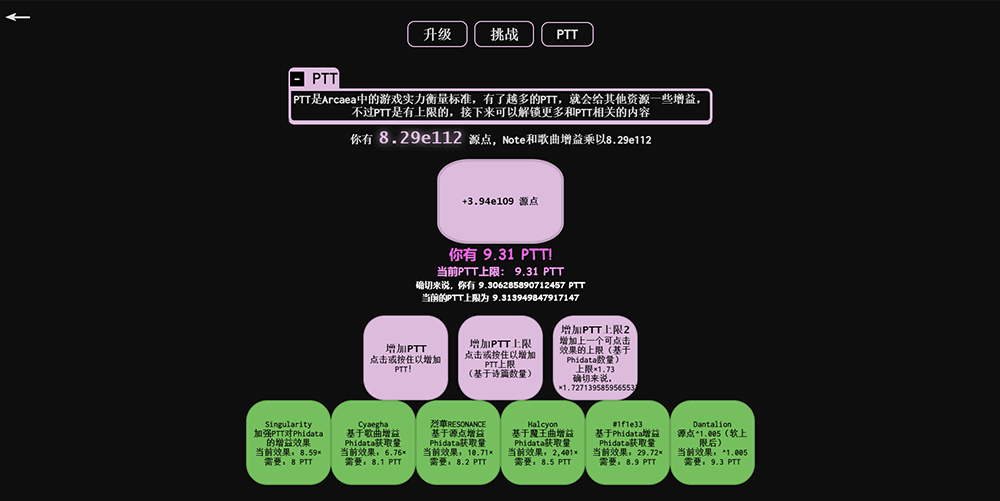 升级 挑战 PTT
- PTT
PTT是Arcaea中的游戏实力衡量标准，有了越多的PTT，就会给其他资源一些增益，
不过PTT是有上限的，接下来可以解锁更多和PTT相关的内容
你有 8.29e112 源点, Note和歌曲增益乘以8.29e112
+3.94e109 源点
你有 9.31 PTT!
当前PTT上限: 9.31 PTT
确切来说, 你有 9.306285890712457 PTT
当前的PTT上限为 9.313949847917147
增加PTT
点击或按住以增加
PTT!
增加PTT上限
点击或按住以增加
PTT上限
（基于诗篇数量）
增加PTT上限2
增加上一个可点击
效果的上限（基于
Phidata数量）
上限×1.73
确切来说,
×1.727139585956553
Singularity
加强PTT对Phidata
的增益效果
当前效果: 8.59×
需要: 8 PTT
Cyaegha
基于歌曲增益
Phidata获取量
当前效果: 6.76×
需要: 8.1 PTT
烈華RESONANCE
基于源点增益
Phidata获取量
当前效果: 10.71×
需要: 8.2 PTT
Halcyon
基于魔王曲增益
Phidata获取量
当前效果: 2,401×
需要: 8.5 PTT
#1f1e33
基于Phidata增益
Phidata获取量
当前效果: 29.72×
需要: 8.9 PTT
Dantalion
源点^1.005（软上
限后）
当前效果: ^1.005
需要: 9.3 PTT